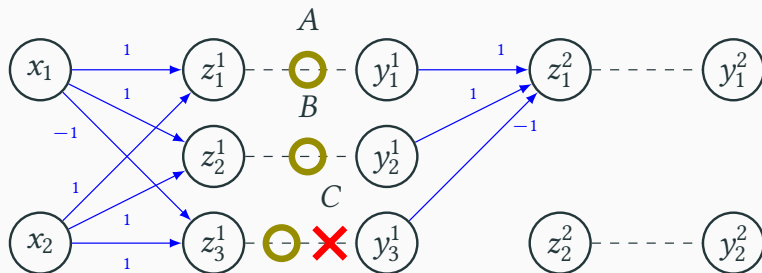 A
x₁ 1 z₁¹ y₁¹ 1 z₁² y₁²
1 B 1
−1 −1
z₂¹ y₂¹
1 C
1
x₂ z₃¹ y₃¹ z₂² y₂²
1